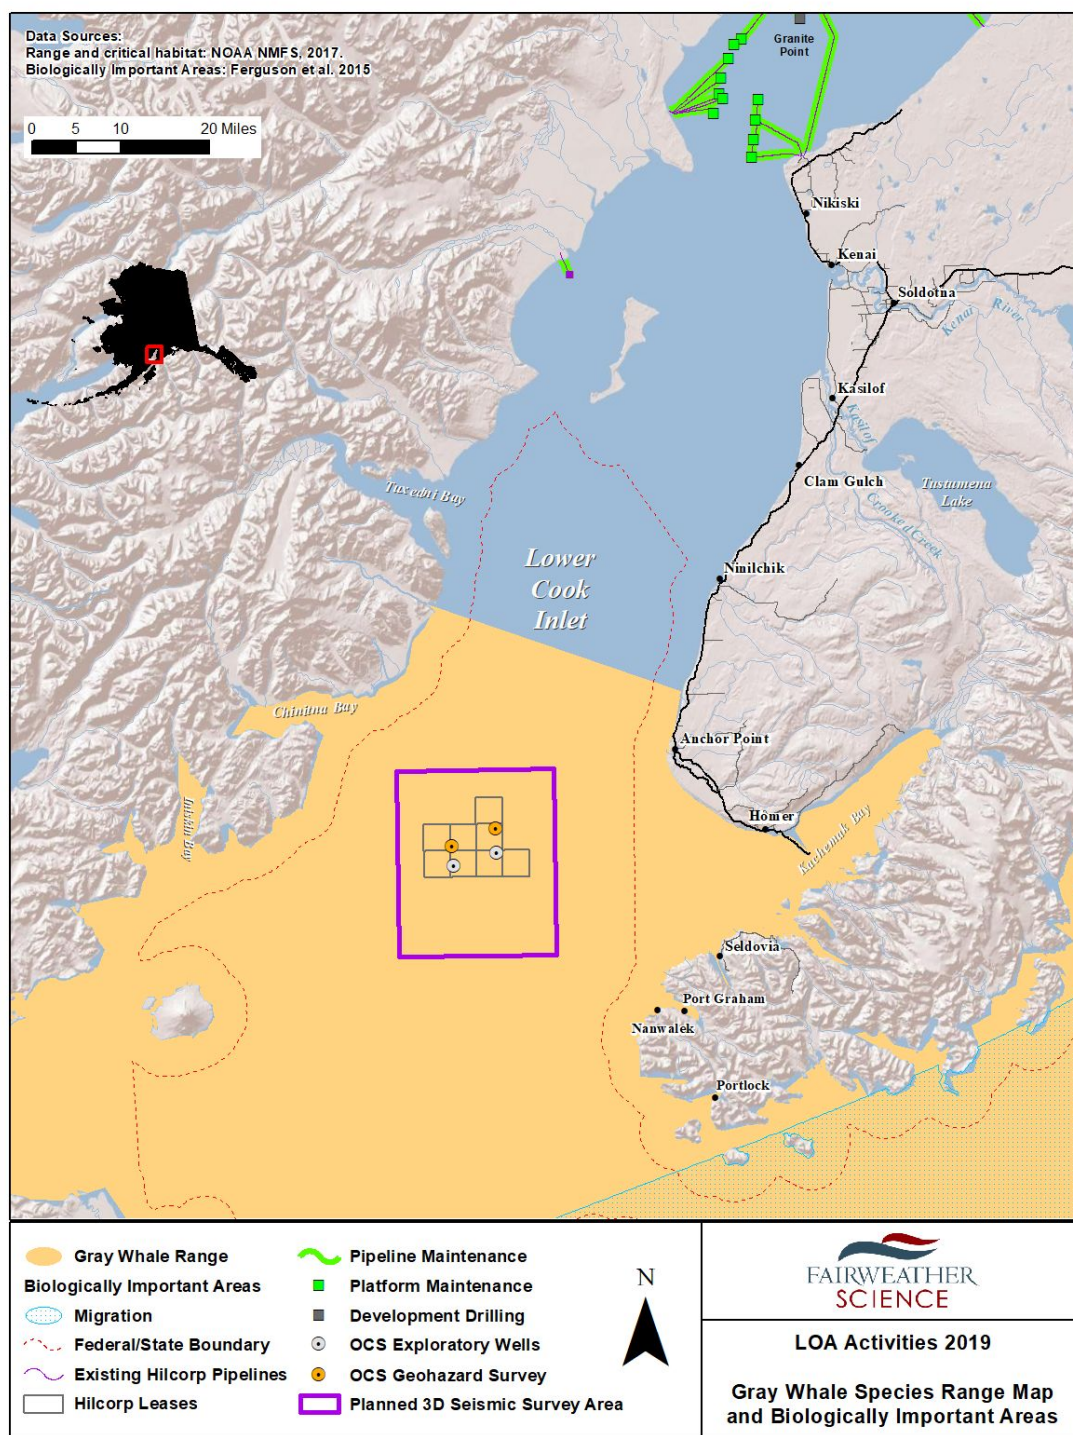 Data Sources:
Range and critical habitat: NOAA NMFS, 2017.
Biologically Important Areas: Ferguson et al. 2015
0 5 10 20 Miles
Granite
Point
Nikiski
Kenai
Soldotna
Kenai River
Kasilof
Kasilof
Clam Gulch
Tustumena
Lake
Crooked Creek
Tuxedni Bay
Ninilchik
Lower
Cook
Inlet
Chinitna Bay
Anchor Point
Iniskin Bay
Homer
Kachemak Bay
Seldovia
Port Graham
Nanwalek
Portlock
Gray Whale Range
Biologically Important Areas
Migration
Federal/State Boundary
Existing Hilcorp Pipelines
Hilcorp Leases
Pipeline Maintenance
Platform Maintenance
Development Drilling
OCS Exploratory Wells
OCS Geohazard Survey
Planned 3D Seismic Survey Area
N
FAIRWEATHER
SCIENCE
LOA Activities 2019
Gray Whale Species Range Map
and Biologically Important Areas